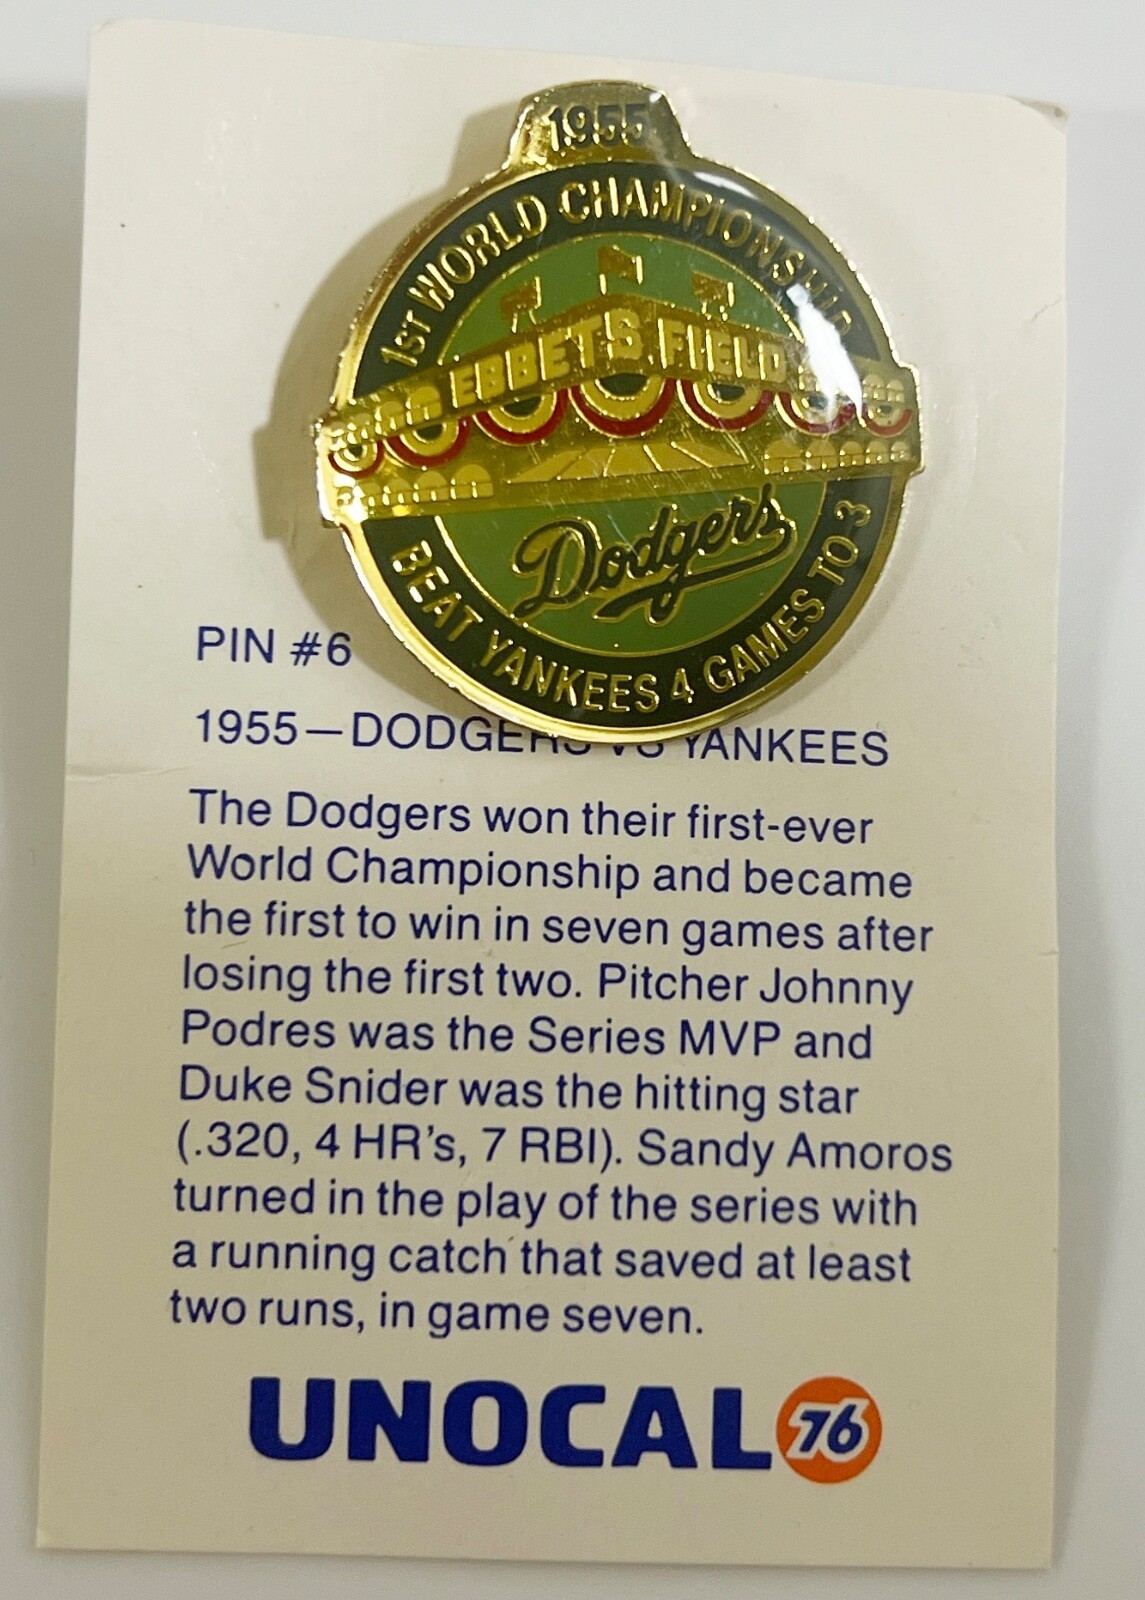 1955
1ST WORLD CHAMPIONSHIP
EBBETS FIELD
Dodgers
BEAT YANKEES 4 GAMES TO 3
PIN #6
1955—DODGERS VS YANKEES
The Dodgers won their first-ever
World Championship and became
the first to win in seven games after
losing the first two. Pitcher Johnny
Podres was the Series MVP and
Duke Snider was the hitting star
(.320, 4 HR's, 7 RBI). Sandy Amoros
turned in the play of the series with
a running catch that saved at least
two runs, in game seven.
UNOCAL 76